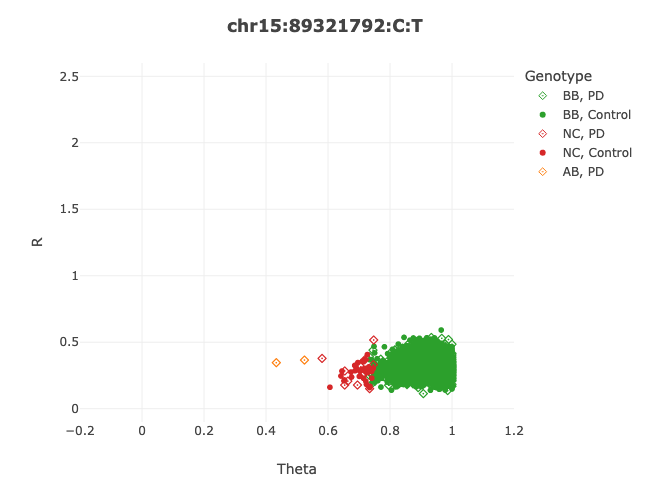 chr15:89321792:C:T
Genotype
BB, PD
BB, Control
NC, PD
NC, Control
AB, PD
2.5
2
1.5
1
0.5
0
R
−0.2 0 0.2 0.4 0.6 0.8 1 1.2
Theta